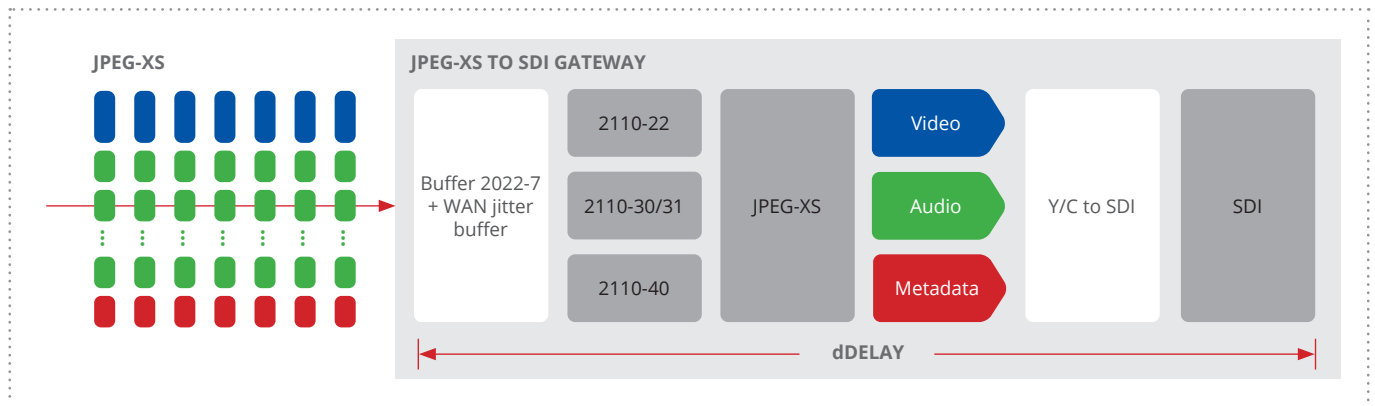 JPEG-XS
JPEG-XS TO SDI GATEWAY
Buffer 2022-7
+ WAN jitter
buffer
2110-22
2110-30/31
2110-40
JPEG-XS
Video
Audio
Metadata
Y/C to SDI
SDI
dDELAY